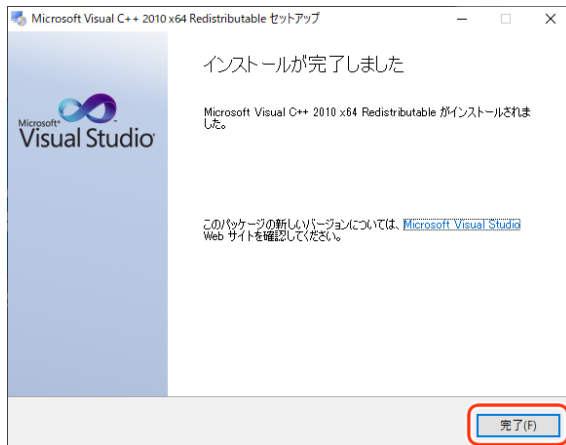 Microsoft Visual C++ 2010 x64 Redistributable セットアップ
インストールが完了しました
Microsoft Visual C++ 2010 x64 Redistributable がインストールされま
した。
Microsoft®
Visual Studio®
このパッケージの新しいバージョンについては、Microsoft Visual Studio
Web サイトを確認してください。
完了(F)